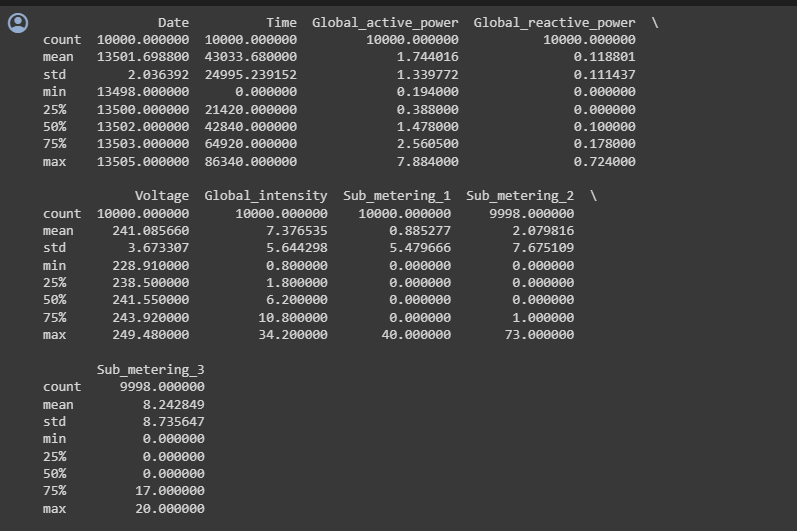 Date Time Global_active_power Global_reactive_power \
count 10000.000000 10000.000000 10000.000000 10000.000000
mean 13501.698800 43033.680000 1.744016 0.118801
std 2.036392 24995.239152 1.339772 0.111437
min 13498.000000 0.000000 0.194000 0.000000
25% 13500.000000 21420.000000 0.388000 0.000000
50% 13502.000000 42840.000000 1.478000 0.100000
75% 13503.000000 64920.000000 2.560500 0.178000
max 13505.000000 86340.000000 7.884000 0.724000
Voltage Global_intensity Sub_metering_1 Sub_metering_2 \
count 10000.000000 10000.000000 10000.000000 9998.000000
mean 241.085660 7.376535 0.885277 2.079816
std 3.673307 5.644298 5.479666 7.675109
min 228.910000 0.800000 0.000000 0.000000
25% 238.500000 1.800000 0.000000 0.000000
50% 241.550000 6.200000 0.000000 0.000000
75% 243.920000 10.800000 0.000000 1.000000
max 249.480000 34.200000 40.000000 73.000000
Sub_metering_3
count 9998.000000
mean 8.242849
std 8.735647
min 0.000000
25% 0.000000
50% 0.000000
75% 17.000000
max 20.000000